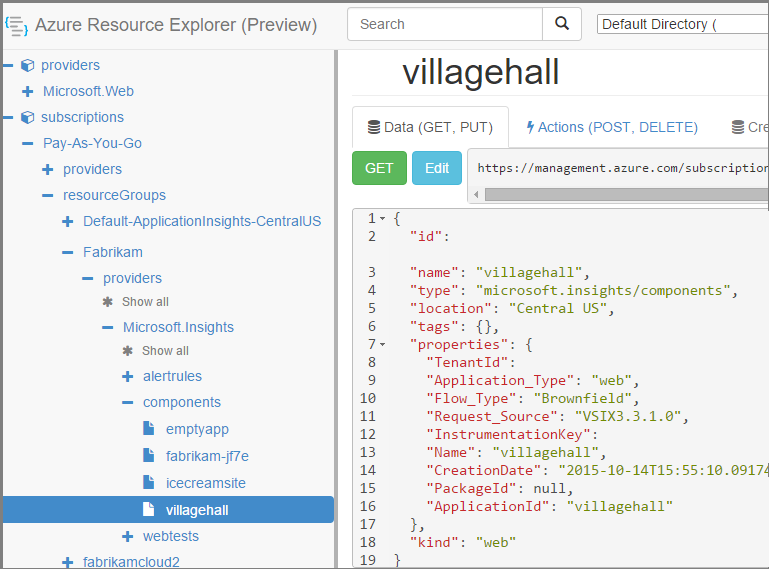 Azure Resource Explorer (Preview)
Search
Default Directory (
providers
Microsoft.Web
subscriptions
Pay-As-You-Go
providers
resourceGroups
Default-ApplicationInsights-CentralUS
Fabrikam
providers
Show all
Microsoft.Insights
Show all
alertrules
components
emptyapp
fabrikam-jf7e
icecreamsite
villagehall
webtests
fabrikamcloud2
villagehall
Data (GET, PUT) Actions (POST, DELETE) Cre
GET Edit https://management.azure.com/subscription
1 {
2 "id":
3 "name": "villagehall",
4 "type": "microsoft.insights/components",
5 "location": "Central US",
6 "tags": {},
7 "properties": {
8 "TenantId":
9 "Application_Type": "web",
10 "Flow_Type": "Brownfield",
11 "Request_Source": "VSIX3.3.1.0",
12 "InstrumentationKey":
13 "Name": "villagehall",
14 "CreationDate": "2015-10-14T15:55:10.09174
15 "PackageId": null,
16 "ApplicationId": "villagehall"
17 },
18 "kind": "web"
19 }